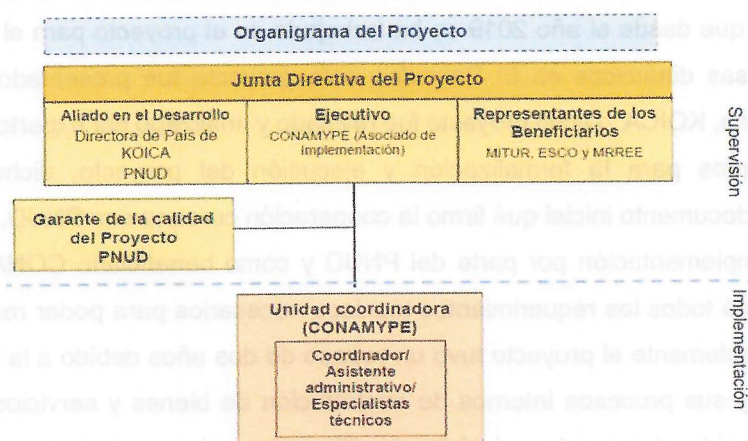 Organigrama del Proyecto
Junta Directiva del Proyecto
Aliado en el Desarrollo
Directora de País de
KOICA
PNUD
Ejecutivo
CONAMYPE (Asociado de
Implementación)
Representantes de los
Beneficiarios
MITUR, ESCO y MRREE
Supervisión
Garante de la calidad
del Proyecto
PNUD
Unidad coordinadora
(CONAMYPE)
Coordinador/
Asistente
administrativo/
Especialistas
técnicos
Implementación